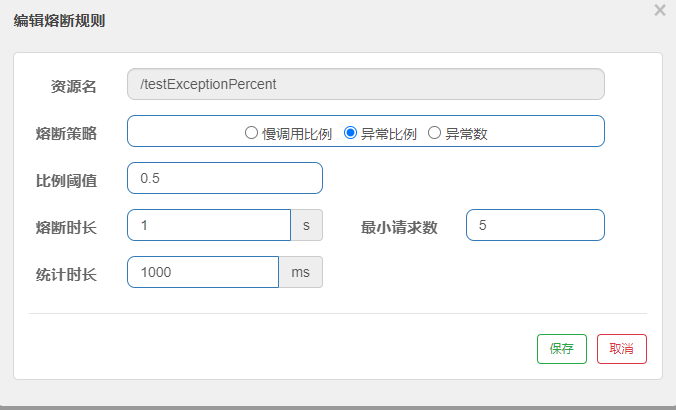 编辑熔断规则 ×
资源名 /testExceptionPercent
熔断策略 慢调用比例 异常比例 异常数
比例阈值 0.5
熔断时长 1 s 最小请求数 5
统计时长 1000 ms
保存 取消